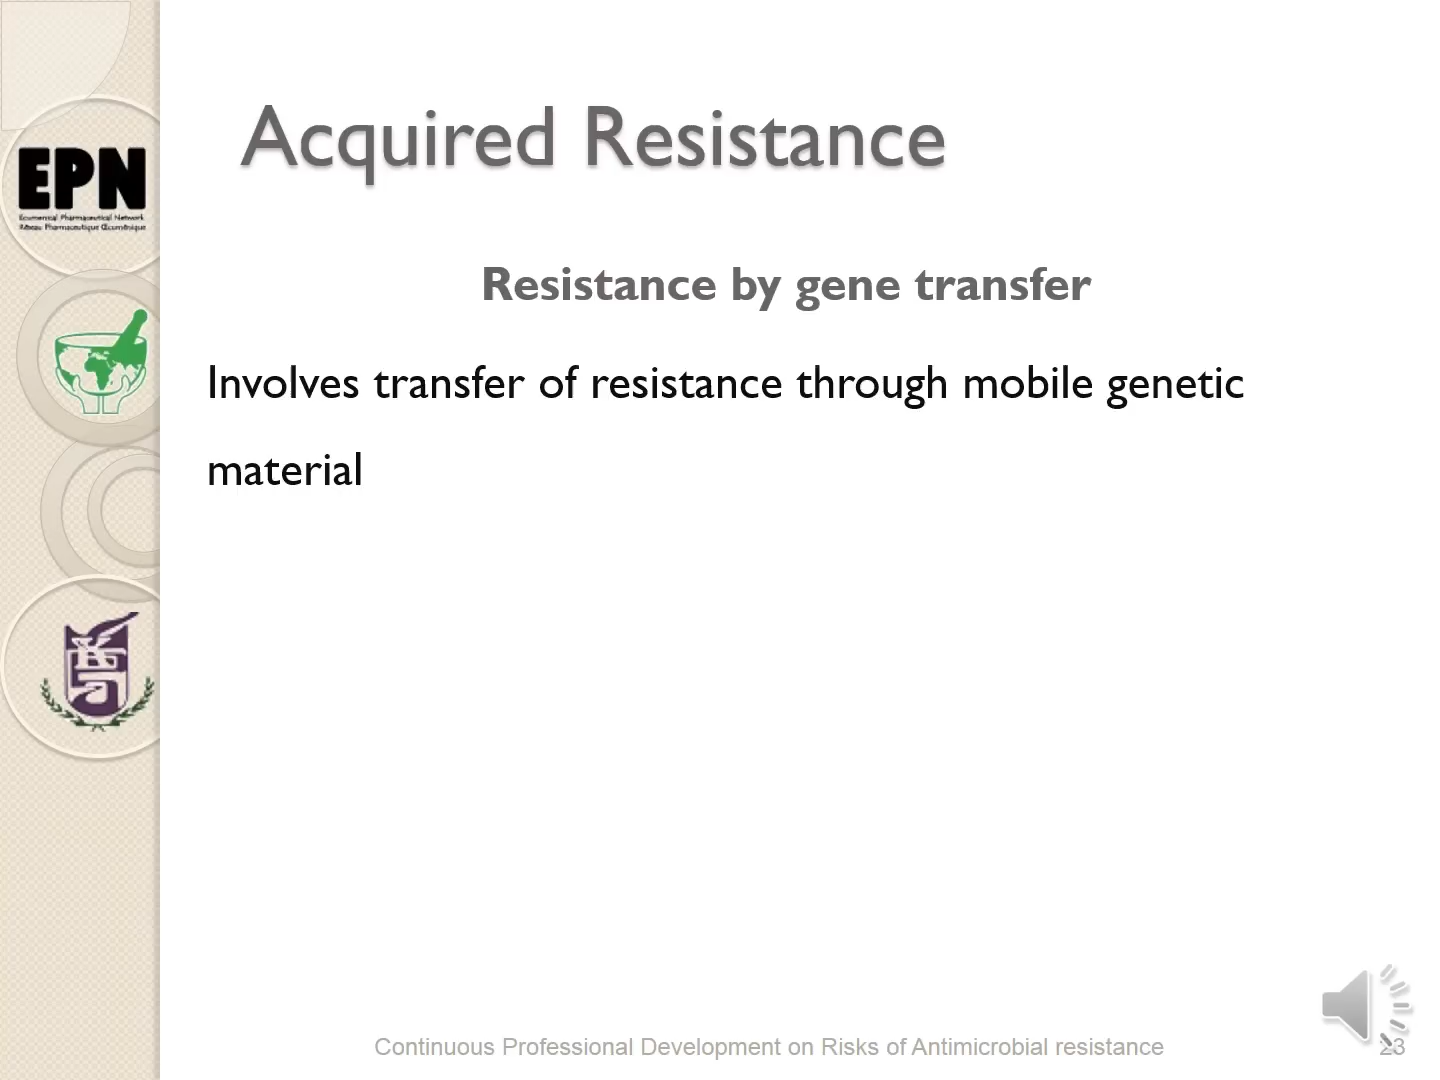 Acquired Resistance
EPN
Ecumenical Pharmaceutical Network
Réseau Pharmaceutique Œcuménique
Resistance by gene transfer
Involves transfer of resistance through mobile genetic
material
Continuous Professional Development on Risks of Antimicrobial resistance
23